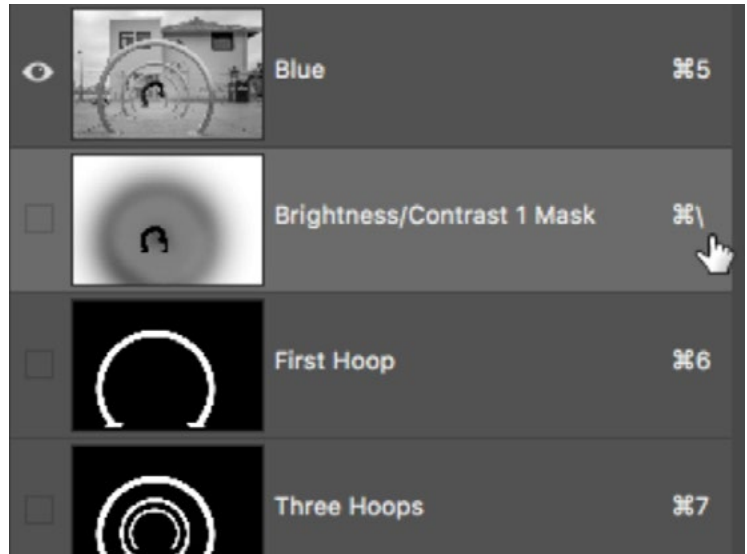 Blue ⌘5
Brightness/Contrast 1 Mask ⌘\
First Hoop ⌘6
Three Hoops ⌘7